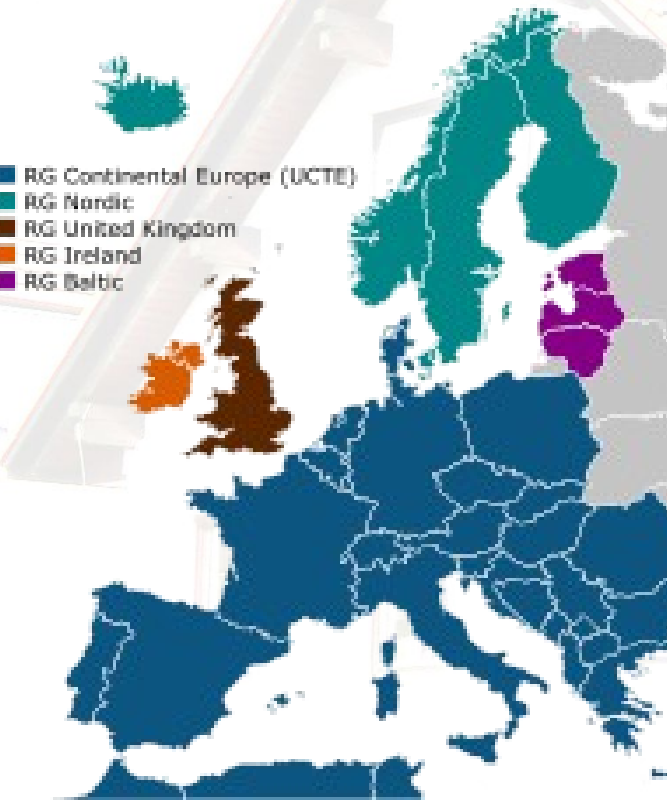 RG Continental Europe (UCTE)
RG Nordic
RG United Kingdom
RG Ireland
RG Baltic